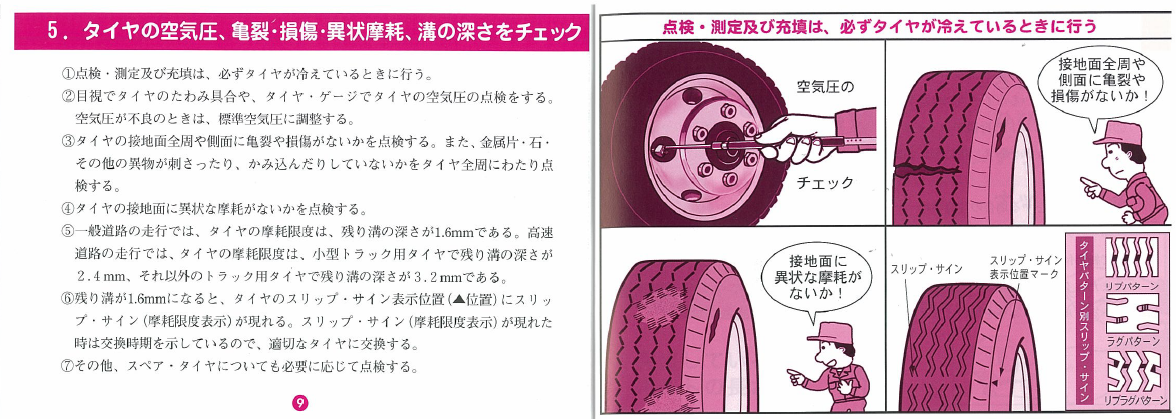 5．タイヤの空気圧、亀裂・損傷・異状摩耗、溝の深さをチェック
①点検・測定及び充填は、必ずタイヤが冷えているときに行う。
②目視でタイヤのたわみ具合や、タイヤ・ゲージでタイヤの空気圧の点検をする。
空気圧が不良のときは、標準空気圧に調整する。
③タイヤの接地面全周や側面に亀裂や損傷がないかを点検する。また、金属片・石・
その他の異物が刺さったり、かみ込んだりしていないかをタイヤ全周にわたり点
検する。
④タイヤの接地面に異状な摩耗がないかを点検する。
⑤一般道路の走行では、タイヤの摩耗限度は、残り溝の深さが1.6mmである。高速
道路の走行では、タイヤの摩耗限度は、小型トラック用タイヤで残り溝の深さが
2.4mm、それ以外のトラック用タイヤで残り溝の深さが3.2mmである。
⑥残り溝が1.6mmになると、タイヤのスリップ・サイン表示位置(▲位置)にスリッ
プ・サイン(摩耗限度表示)が現れる。スリップ・サイン(摩耗限度表示)が現れた
時は交換時期を示しているので、適切なタイヤに交換する。
⑦その他、スペア・タイヤについても必要に応じて点検する。
9
点検・測定及び充填は、必ずタイヤが冷えているときに行う
空気圧の
チェック
接地面全周や
側面に亀裂や
損傷がないか！
接地面に
異状な摩耗が
ないか！
スリップ・サイン
スリップ・サイン
表示位置マーク
タイヤパターン別スリップ・サイン
リブパターン
ラグパターン
リブラグパターン